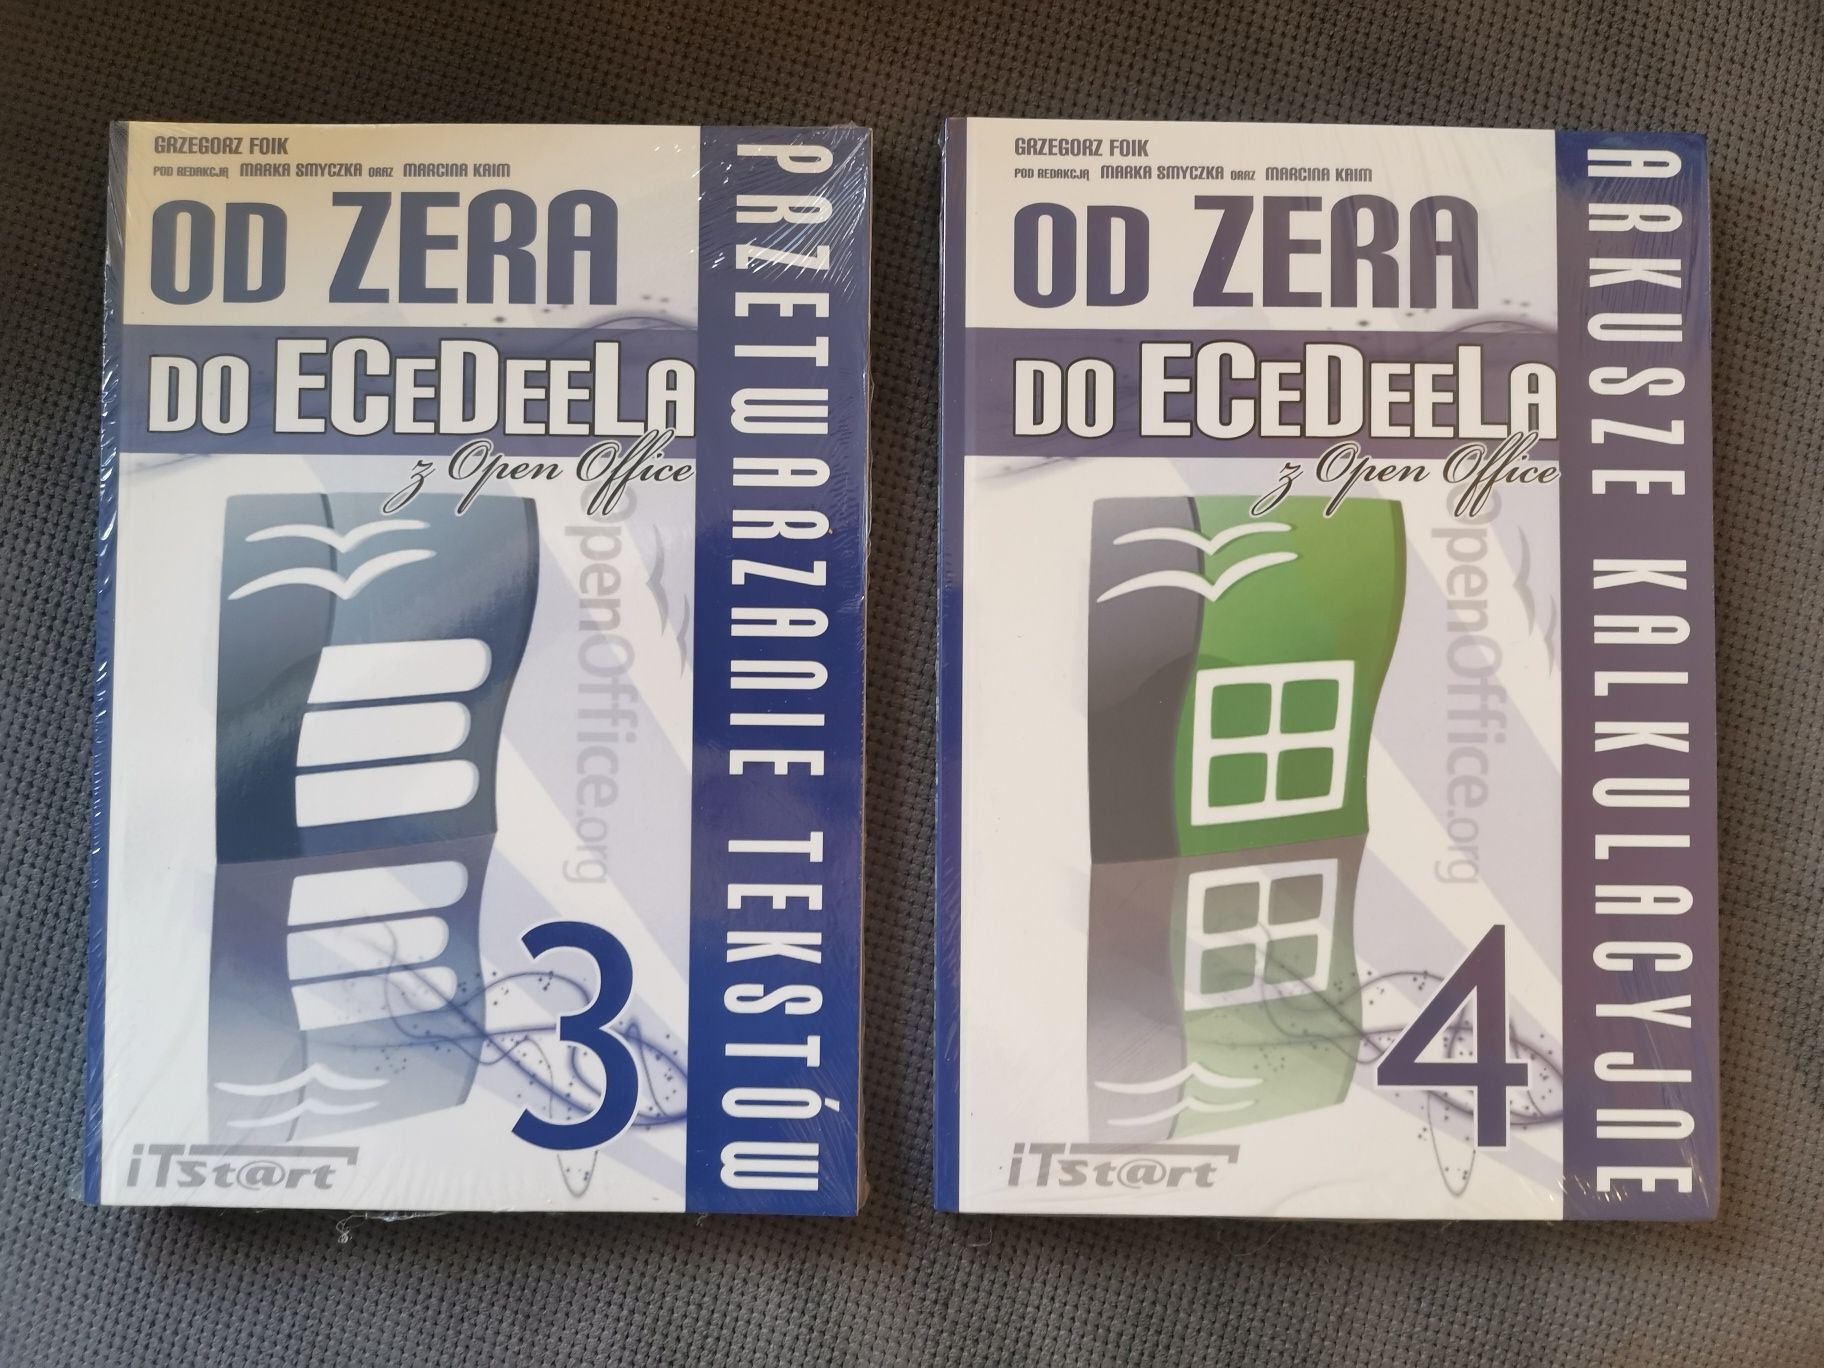 GRZEGORZ FOIK
POD REDAKCJĄ MARKA SMYCZKA ORAZ MARCINA KAIM
OD ZERA
DO ECEDEELA
z Open Office
OpenOffice.org
3
iTSt@rt
PRZETWARZANIE TEKSTÓW
GRZEGORZ FOIK
POD REDAKCJĄ MARKA SMYCZKA ORAZ MARCINA KAIM
OD ZERA
DO ECEDEELA
z Open Office
OpenOffice.org
4
iTSt@rt
ARKUSZE KALKULACYJNE